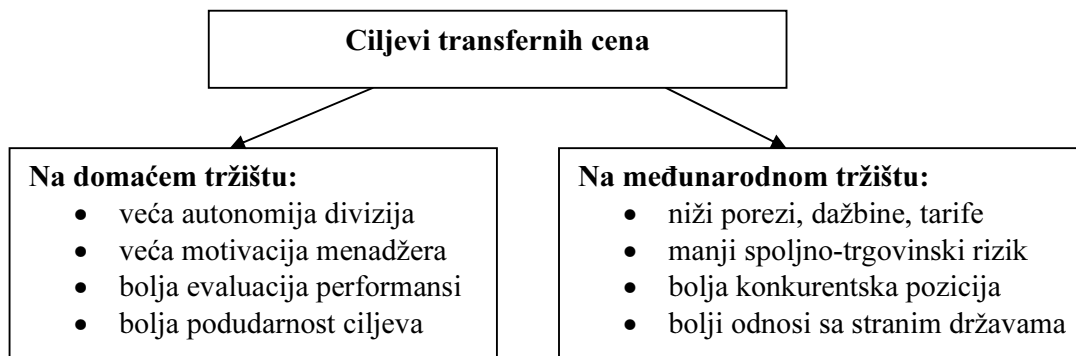 Ciljevi transfernih cena
Na domaćem tržištu:
• veća autonomija divizija
• veća motivacija menadžera
• bolja evaluacija performansi
• bolja podudarnost ciljeva
Na međunarodnom tržištu:
• niži porezi, dažbine, tarife
• manji spoljno-trgovinski rizik
• bolja konkurentska pozicija
• bolji odnosi sa stranim državama